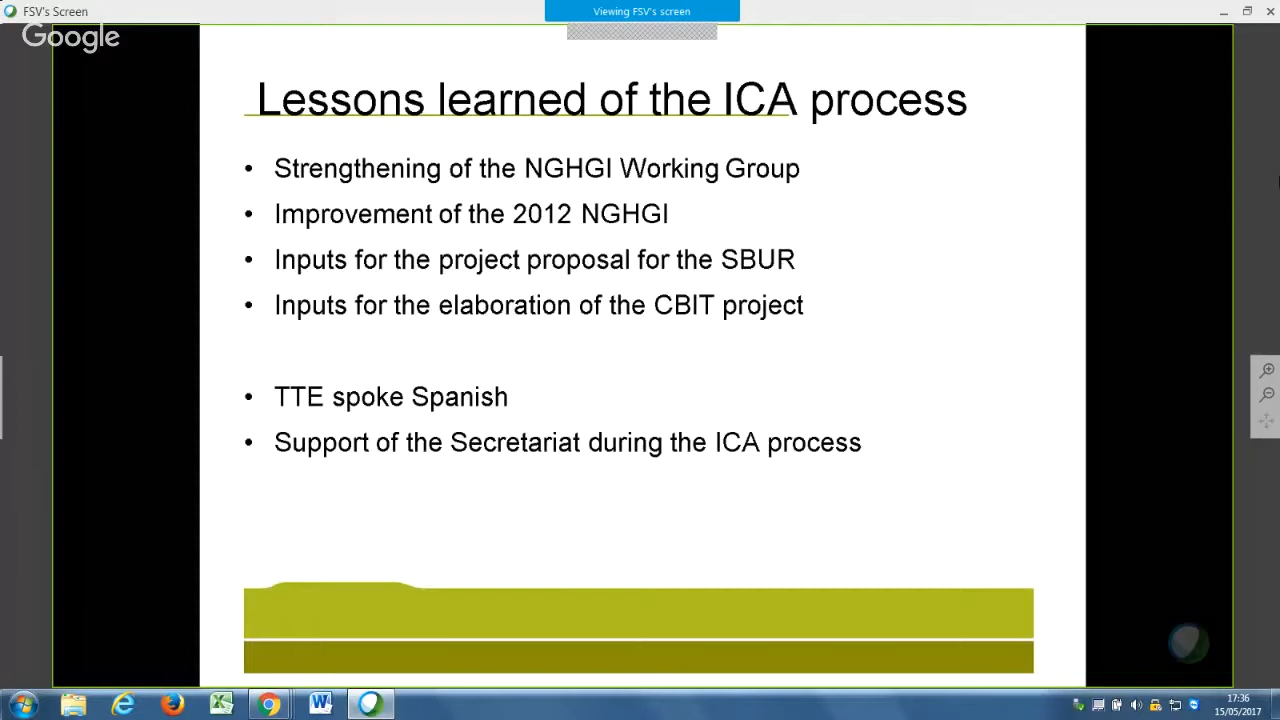 FSV's Screen
Viewing FSV's screen
Google
Lessons learned of the ICA process
• Strengthening of the NGHGI Working Group
• Improvement of the 2012 NGHGI
• Inputs for the project proposal for the SBUR
• Inputs for the elaboration of the CBIT project
• TTE spoke Spanish
• Support of the Secretariat during the ICA process
17:36
15/05/2017